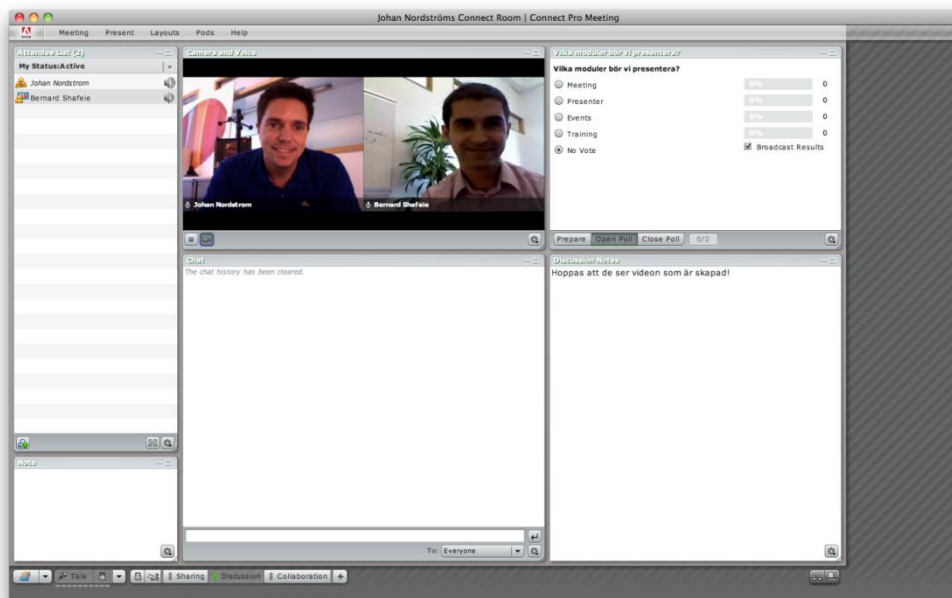 Johan Nordströms Connect Room | Connect Pro Meeting
Meeting Present Layouts Pods Help
Attendee List (2)
My Status:Active
Johan Nordstrom
Bernard Shafeie
Note
Camera and Voice
Johan Nordstrom
Bernard Shafeie
Chat
The chat history has been cleared.
To: Everyone
Vilka moduler bör vi presentera?
Vilka moduler bör vi presentera?
Meeting 0% 0
Presenter 0% 0
Events 0% 0
Training 0% 0
No Vote
Broadcast Results
Prepare Open Poll Close Poll 0/2
Discussion Notes
Hoppas att de ser videon som är skapad!
Talk Sharing Discussion Collaboration +